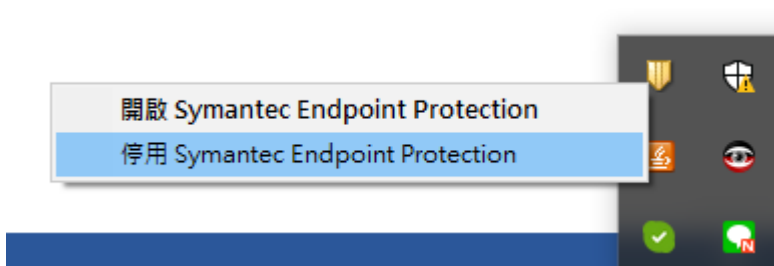 開啟 Symantec Endpoint Protection
停用 Symantec Endpoint Protection
N